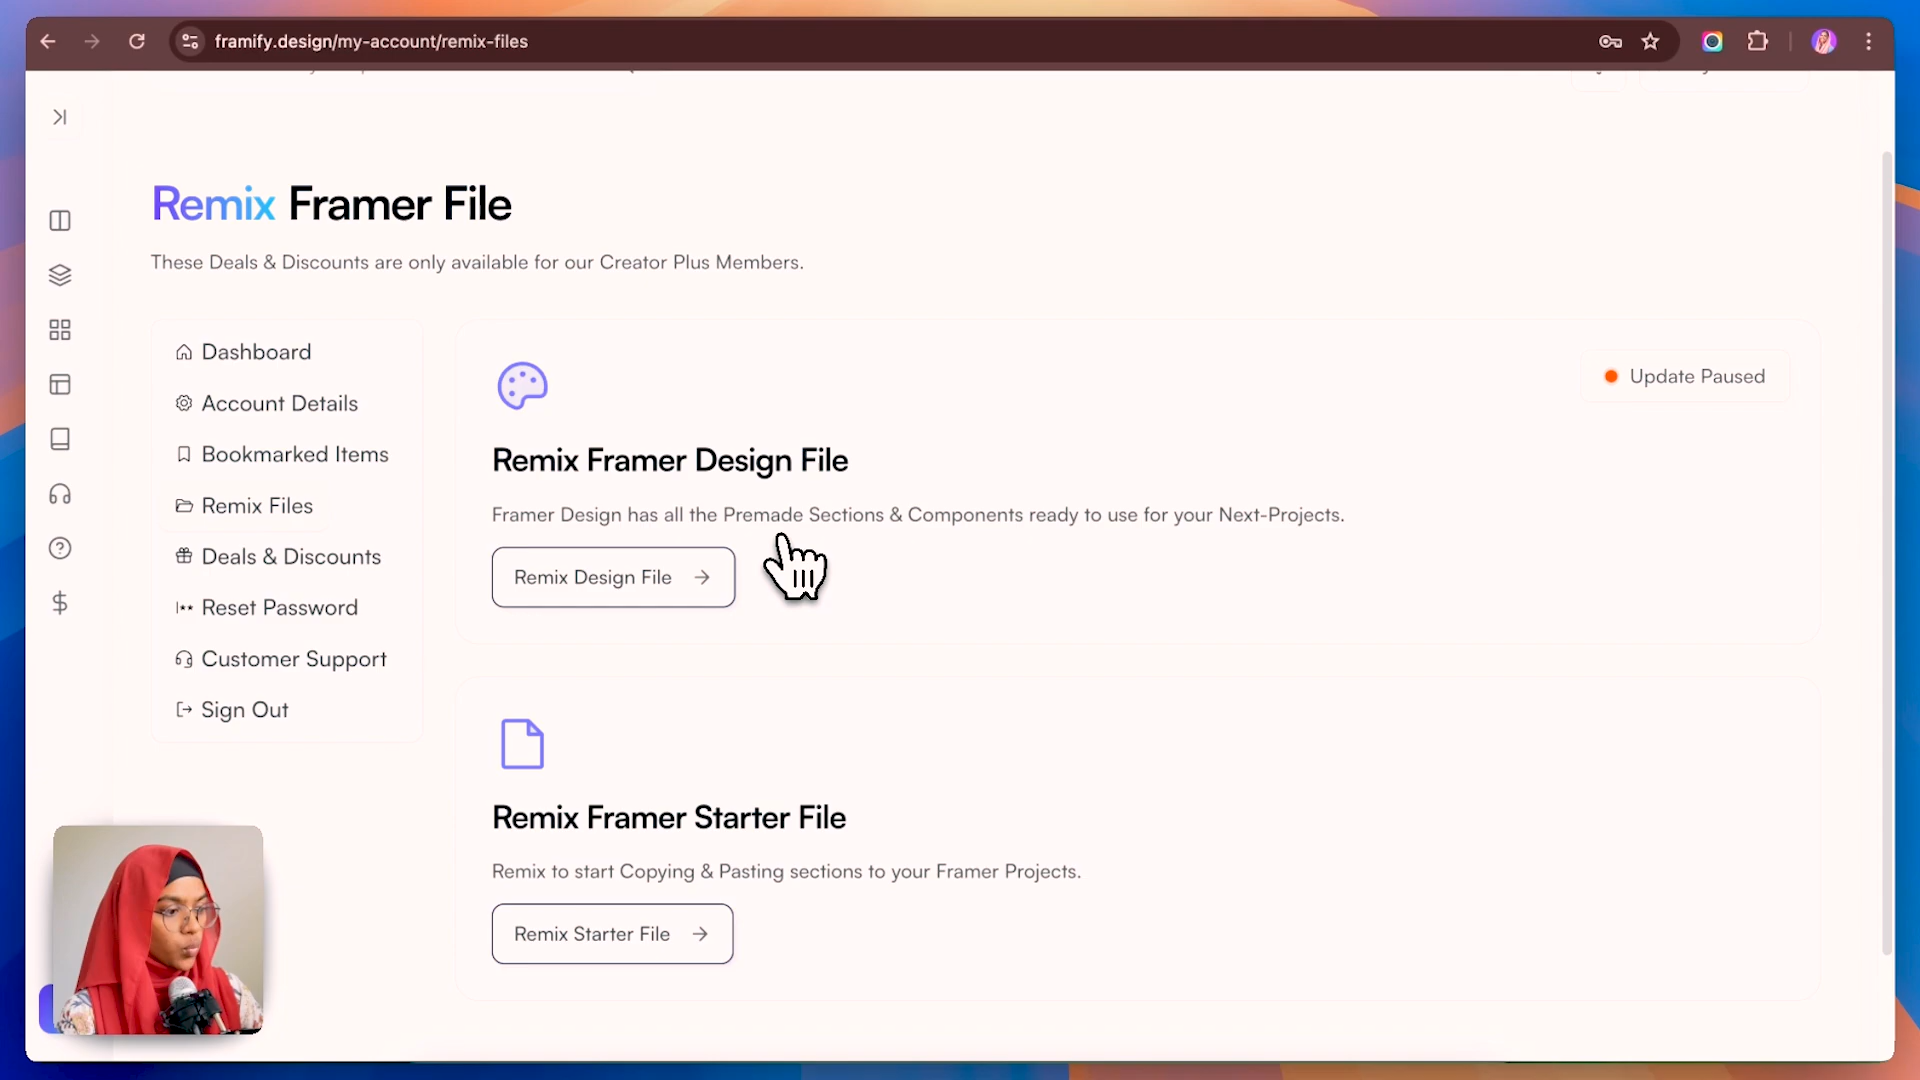 framify.design/my-account/remix-files
Remix Framer File
These Deals & Discounts are only available for our Creator Plus Members.
Dashboard
Account Details
Bookmarked Items
Remix Files
Deals & Discounts
Reset Password
Customer Support
Sign Out
Update Paused
Remix Framer Design File
Framer Design has all the Premade Sections & Components ready to use for your Next-Projects.
Remix Design File
Remix Framer Starter File
Remix to start Copying & Pasting sections to your Framer Projects.
Remix Starter File